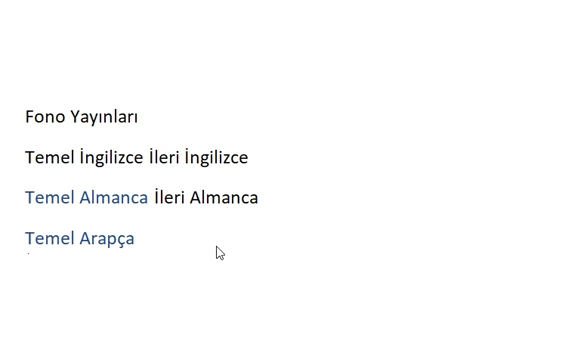 Fono Yayınları
Temel İngilizce İleri İngilizce
Temel Almanca İleri Almanca
Temel Arapça